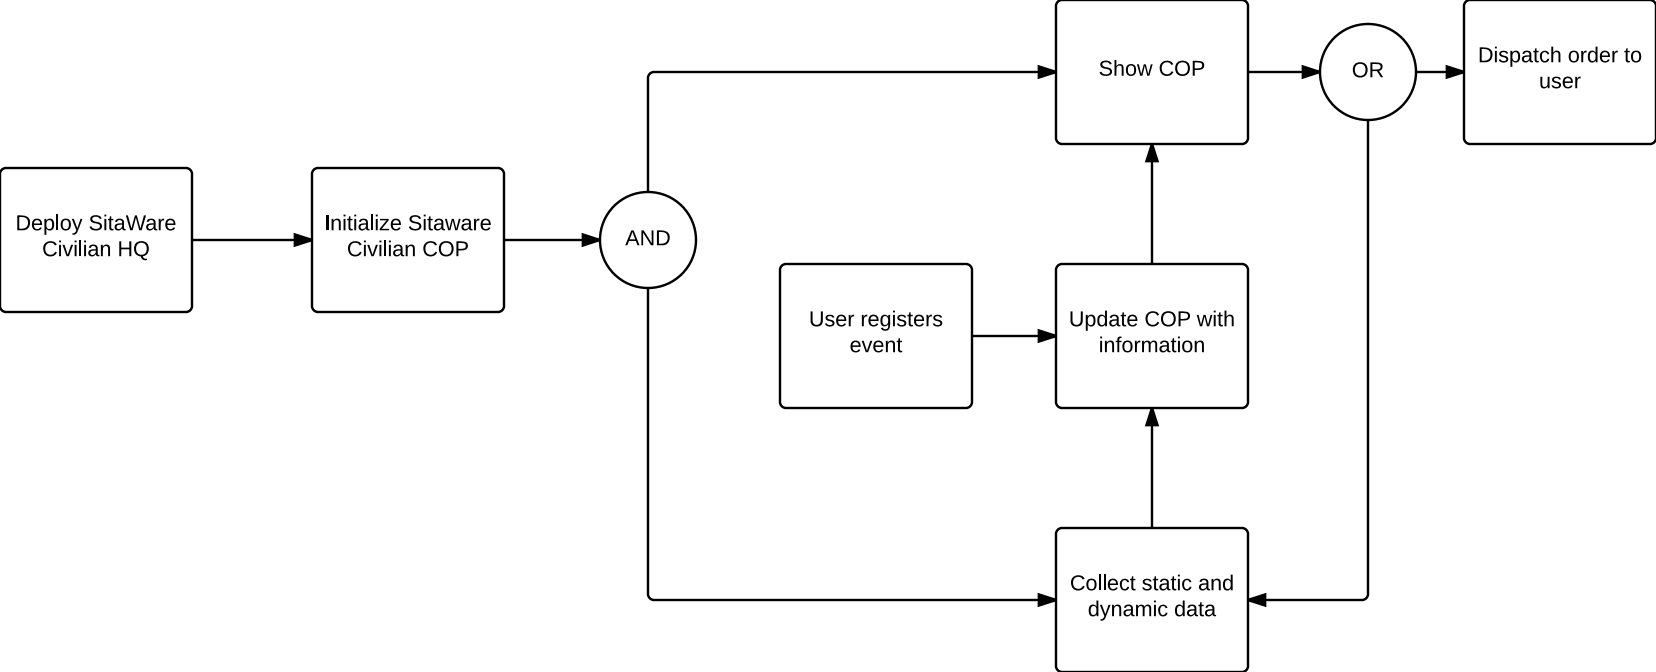 Deploy SitaWare
Civilian HQ
Initialize Sitaware
Civilian COP
AND
Show COP
OR
Dispatch order to
user
User registers
event
Update COP with
information
Collect static and
dynamic data